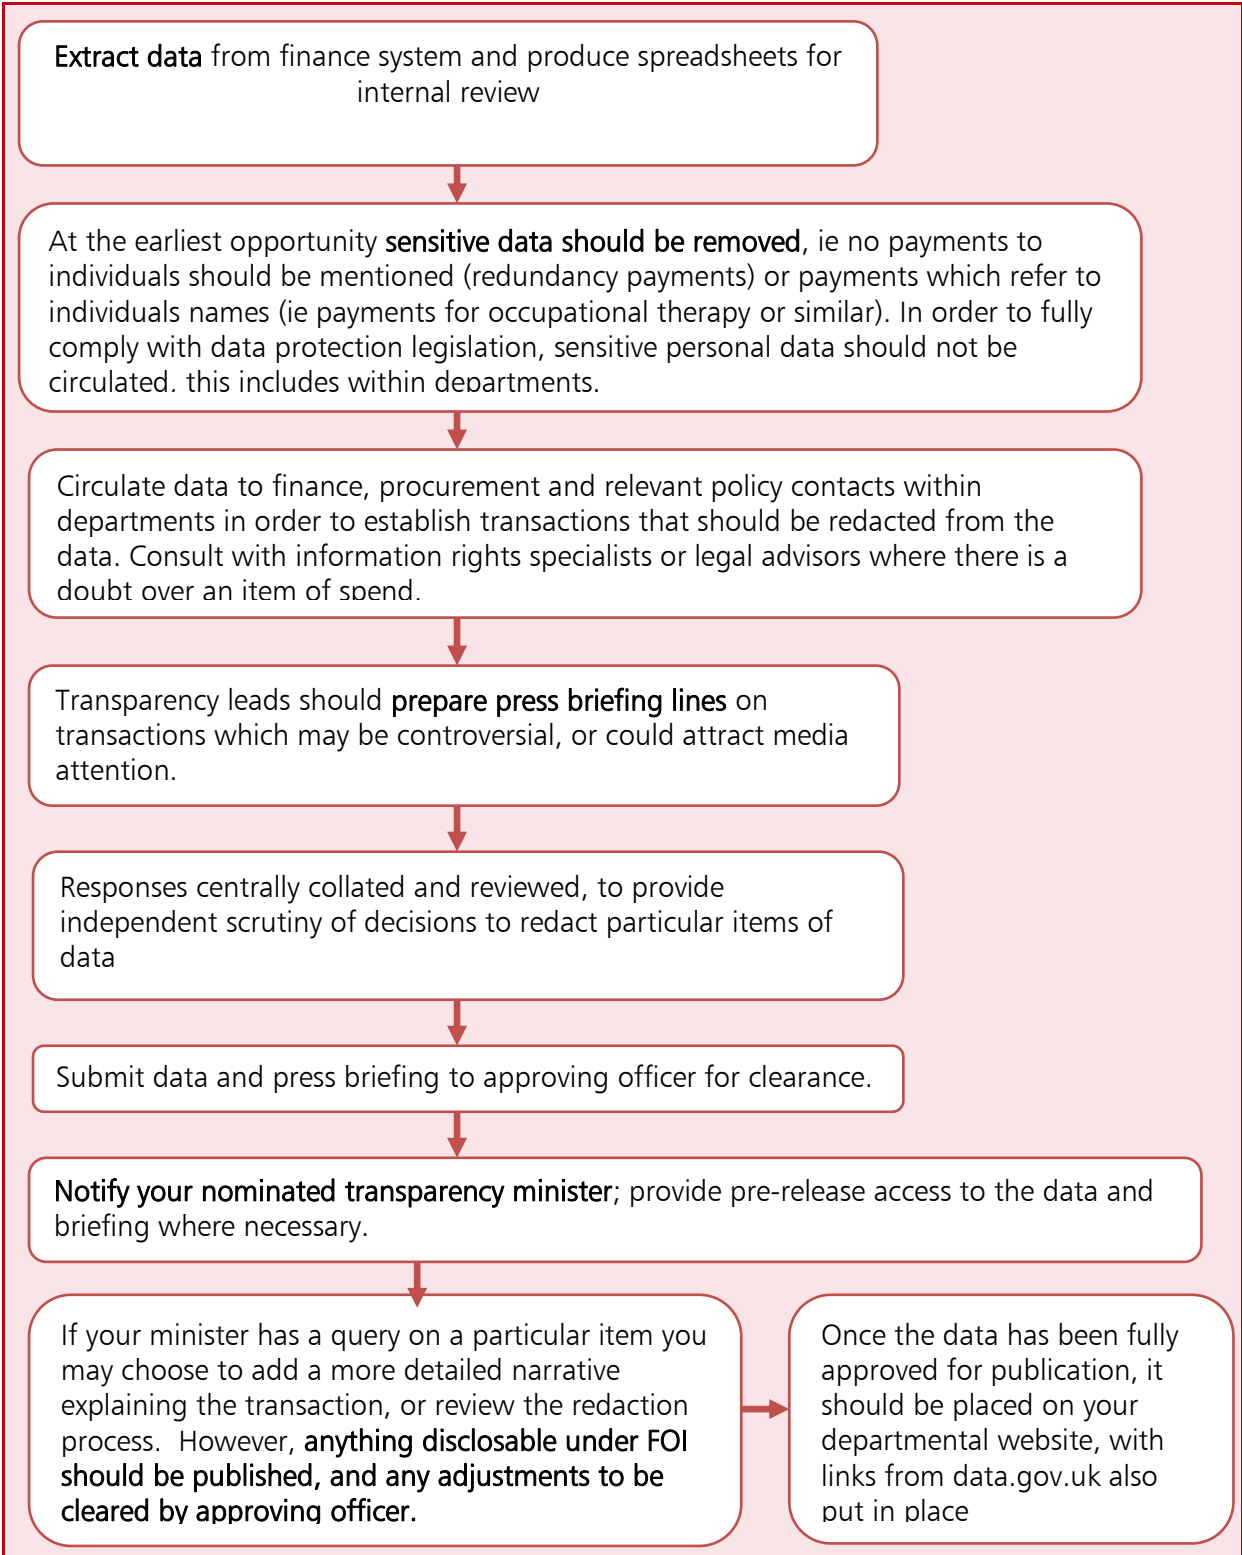 Extract data from finance system and produce spreadsheets for
internal review
At the earliest opportunity sensitive data should be removed, ie no payments to
individuals should be mentioned (redundancy payments) or payments which refer to
individuals names (ie payments for occupational therapy or similar). In order to fully
comply with data protection legislation, sensitive personal data should not be
circulated, this includes within departments.
Circulate data to finance, procurement and relevant policy contacts within
departments in order to establish transactions that should be redacted from the
data. Consult with information rights specialists or legal advisors where there is a
doubt over an item of spend.
Transparency leads should prepare press briefing lines on
transactions which may be controversial, or could attract media
attention.
Responses centrally collated and reviewed, to provide
independent scrutiny of decisions to redact particular items of
data
Submit data and press briefing to approving officer for clearance.
Notify your nominated transparency minister; provide pre-release access to the data and
briefing where necessary.
If your minister has a query on a particular item you
may choose to add a more detailed narrative
explaining the transaction, or review the redaction
process.  However, anything disclosable under FOI
should be published, and any adjustments to be
cleared by approving officer.
Once the data has been fully
approved for publication, it
should be placed on your
departmental website, with
links from data.gov.uk also
put in place